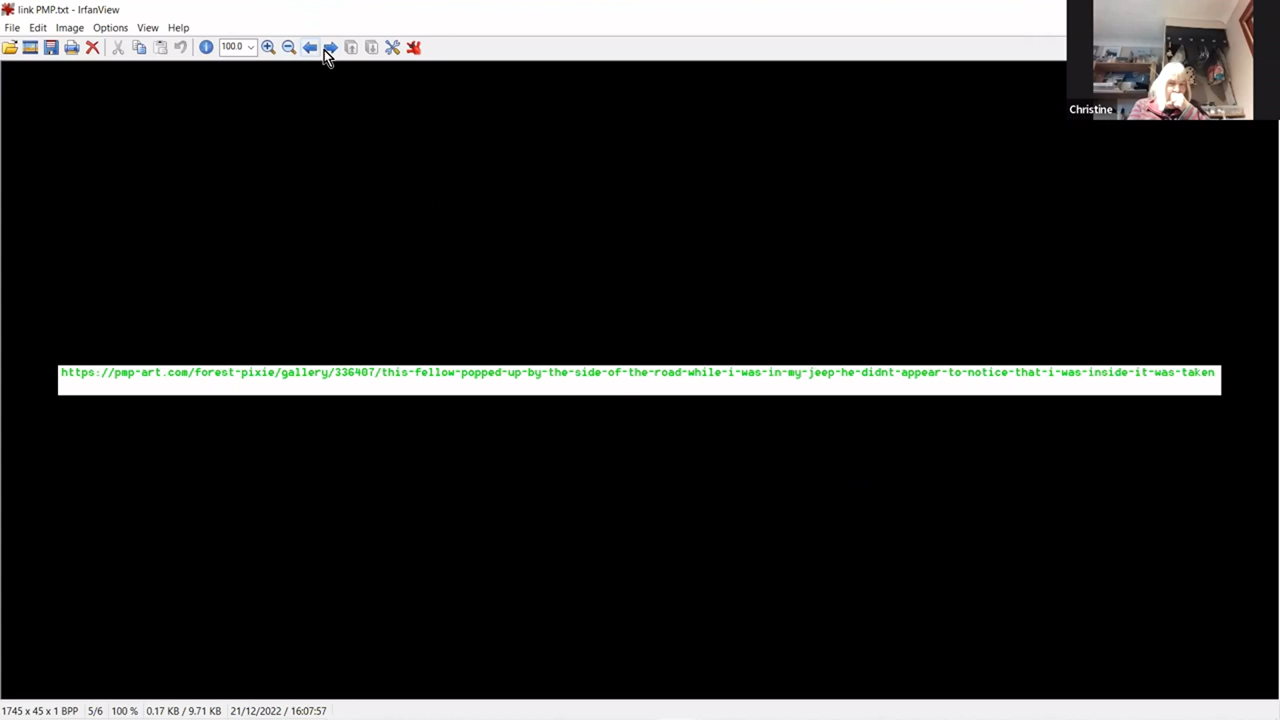 link PMP.txt - IrfanView
File Edit Image Options View Help
100.0
Christine
https://pmp-art.com/forest-pixie/gallery/336407/this-fellow-popped-up-by-the-side-of-the-road-while-i-was-in-my-jeep-he-didnt-appear-to-notice-that-i-was-inside-it-was-taken
1745 x 45 x 1 BPP 5/6 100 % 0.17 KB / 9.71 KB 21/12/2022 / 16:07:57